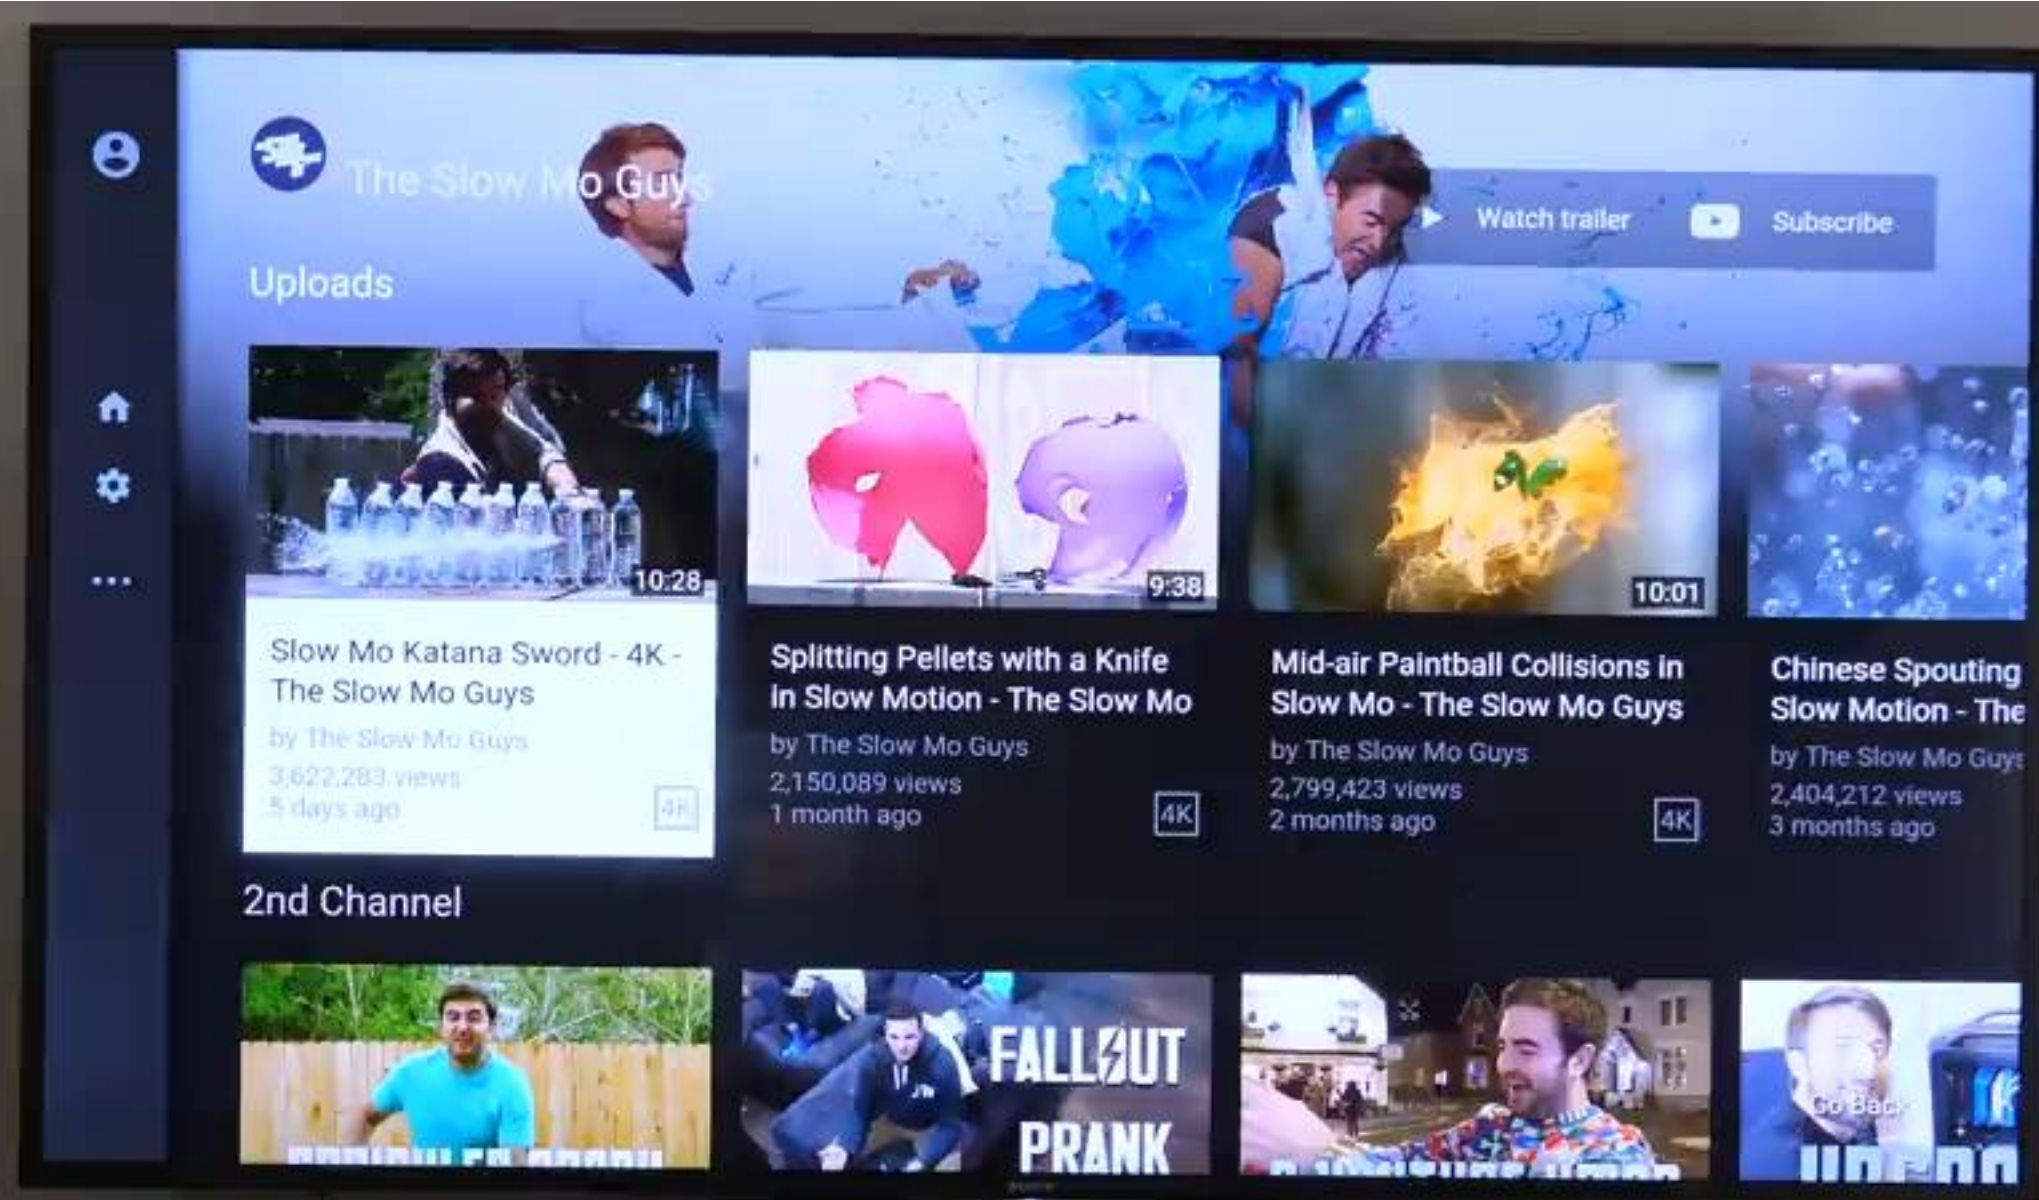 The Slow Mo Guys
Watch trailer
Subscribe
Uploads
10:28
9:38
10:01
Slow Mo Katana Sword - 4K -
The Slow Mo Guys
by The Slow Mo Guys
3,622,283 views
5 days ago
4K
Splitting Pellets with a Knife
in Slow Motion - The Slow Mo
by The Slow Mo Guys
2,150,089 views
1 month ago
4K
Mid-air Paintball Collisions in
Slow Mo - The Slow Mo Guys
by The Slow Mo Guys
2,799,423 views
2 months ago
4K
Chinese Spouting
Slow Motion - The
by The Slow Mo Guys
2,404,212 views
3 months ago
2nd Channel
FALLOUT
PRANK
Go Back